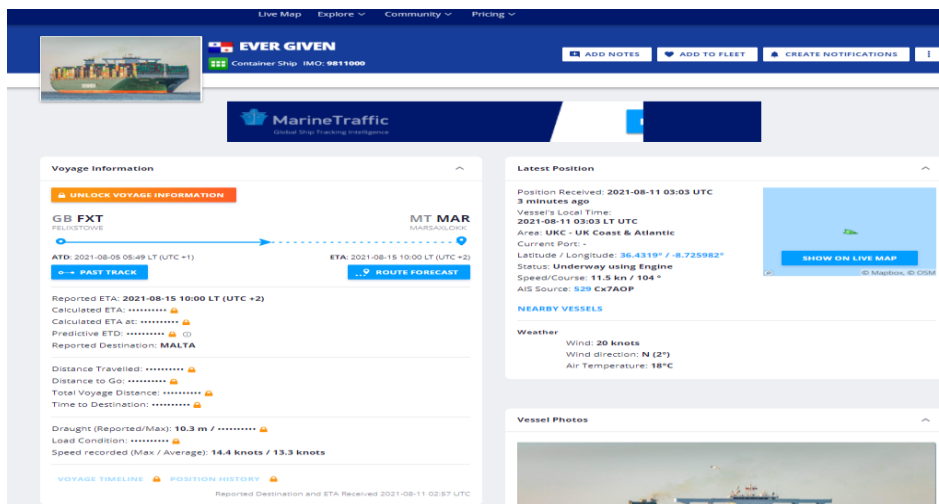 Live Map Explore Community Pricing
EVER GIVEN
Container Ship IMO: 9811000
ADD NOTES
ADD TO FLEET
CREATE NOTIFICATIONS
MarineTraffic
Global Ship Tracking Intelligence
Voyage Information
UNLOCK VOYAGE INFORMATION
GB FXT
FELIXSTOWE
MT MAR
MARSAXLOKK
ATD: 2021-08-05 05:49 LT (UTC +1)
ETA: 2021-08-15 10:00 LT (UTC +2)
PAST TRACK
ROUTE FORECAST
Reported ETA: 2021-08-15 10:00 LT (UTC +2)
Calculated ETA: ••••••••••
Calculated ETA at: ••••••••••
Predictive ETD: ••••••••••
Reported Destination: MALTA
Distance Travelled: ••••••••••
Distance to Go: ••••••••••
Total Voyage Distance: ••••••••••
Time to Destination: ••••••••••
Draught (Reported/Max): 10.3 m / ••••••••••
Load Condition: ••••••••••
Speed recorded (Max / Average): 14.4 knots / 13.3 knots
VOYAGE TIMELINE
POSITION HISTORY
Reported Destination and ETA Received 2021-08-11 02:57 UTC
Latest Position
Position Received: 2021-08-11 03:03 UTC
3 minutes ago
Vessel's Local Time:
2021-08-11 03:03 LT UTC
Area: UKC - UK Coast & Atlantic
Current Port: -
Latitude / Longitude: 36.4319° / -8.725982°
Status: Underway using Engine
Speed/Course: 11.5 kn / 104 °
AIS Source: 529 Cx7AOP
NEARBY VESSELS
SHOW ON LIVE MAP
© Mapbox, © OSM
Weather
Wind: 20 knots
Wind direction: N (2°)
Air Temperature: 18°C
Vessel Photos